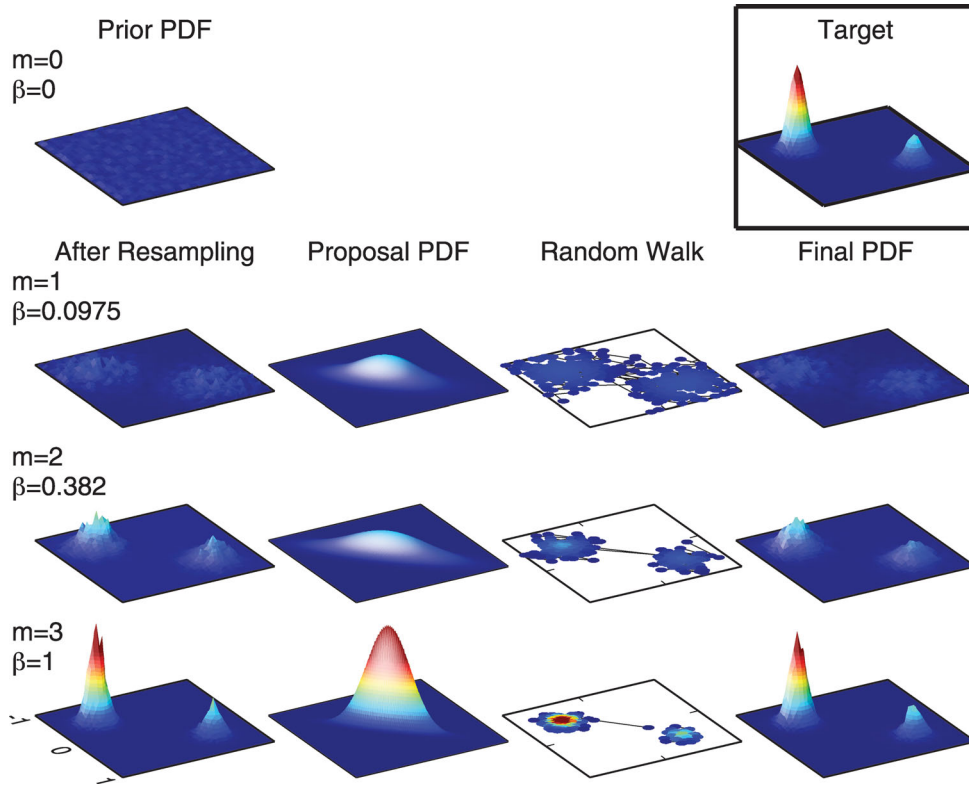 Prior PDF
Target
m=0
β=0
After Resampling
Proposal PDF
Random Walk
Final PDF
m=1
β=0.0975
m=2
β=0.382
m=3
β=1
-1
0
1